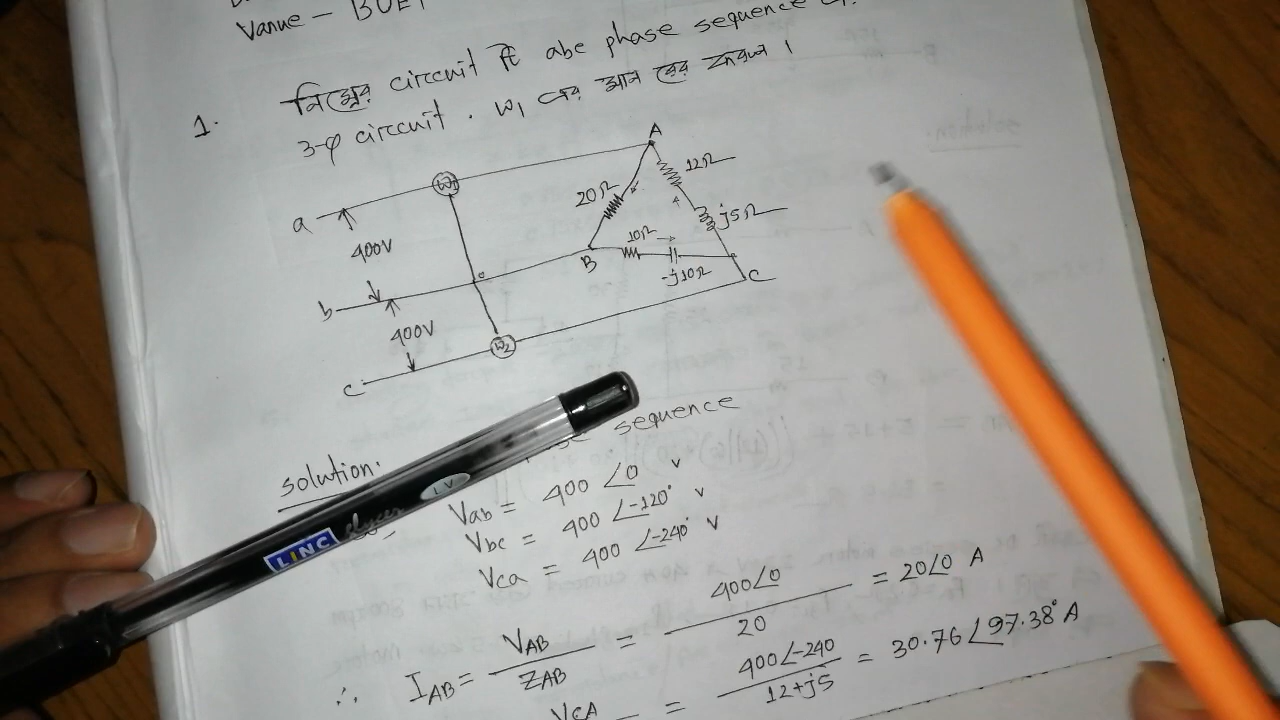 Vanue - BUET
1. নিম্নের circuit টি abc phase sequence এর
3-φ circuit. W1 এর মান বের করুন।
A
W1
12Ω
20Ω
a
j5Ω
400V
10Ω
B
-j10Ω
C
b
400V
W2
c
sequence
solution:
Vab = 400∠0 V
Vbc = 400∠-120° V
Vca = 400∠-240° V
∴ IAB = VAB/ZAB = 400∠0/20 = 20∠0 A
VCA = 400∠-240/12+j5 = 30.76∠97.38° A
LINC